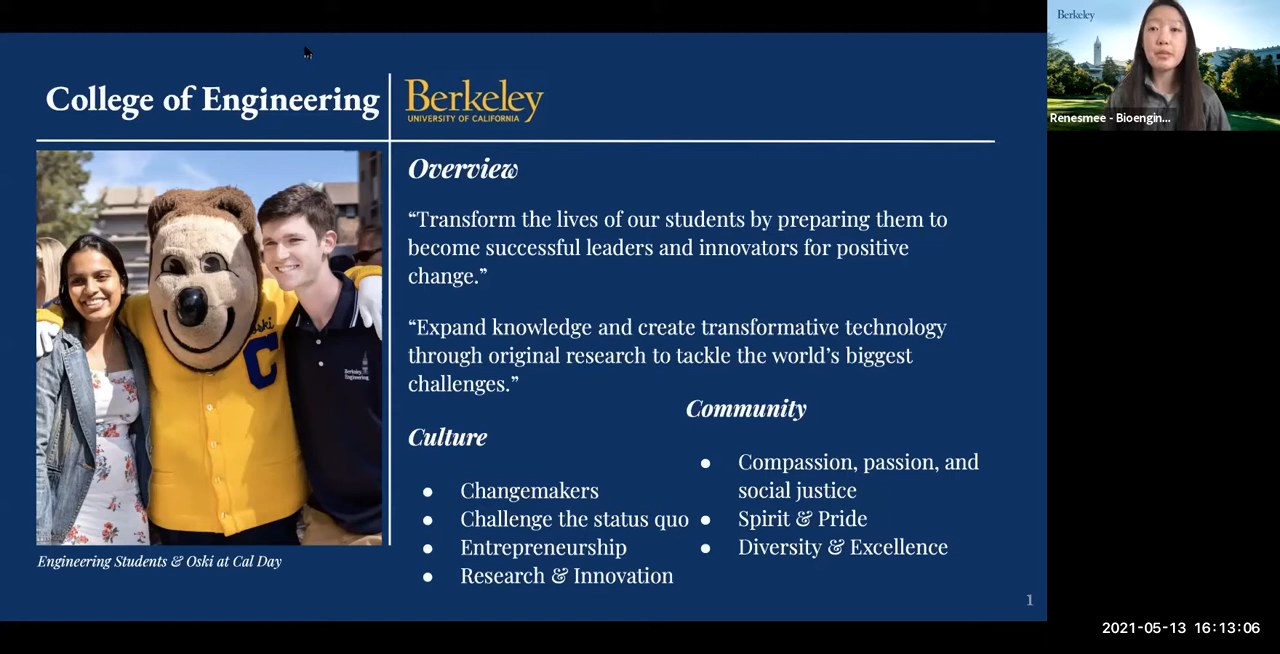 College of Engineering
Berkeley
UNIVERSITY OF CALIFORNIA
Overview
“Transform the lives of our students by preparing them to
become successful leaders and innovators for positive
change.”
“Expand knowledge and create transformative technology
through original research to tackle the world’s biggest
challenges.”
Culture
● Changemakers
● Challenge the status quo
● Entrepreneurship
● Research & Innovation
Community
● Compassion, passion, and
social justice
● Spirit & Pride
● Diversity & Excellence
oski
C
Berkeley
Engineering
Engineering Students & Oski at Cal Day
1
Berkeley
Renesmee - Bioengin...
2021-05-13 16:13:06